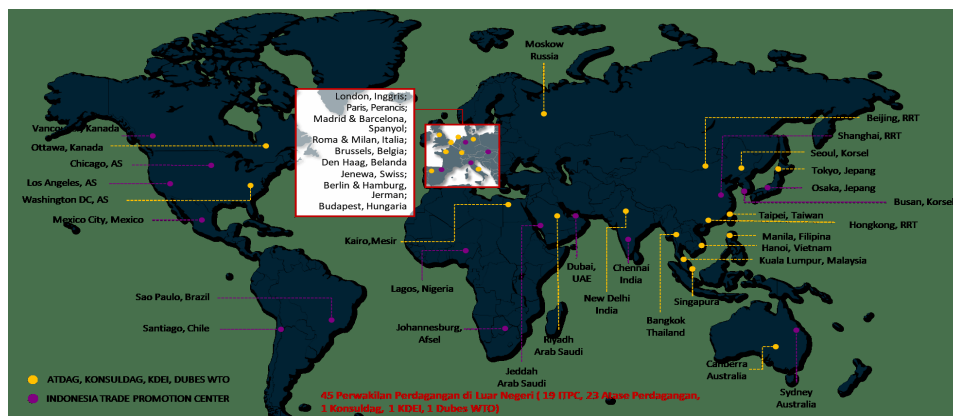 Moskow
Russia
London, Inggris;
Paris, Perancis;
Madrid & Barcelona,
Spanyol;
Roma & Milan, Italia;
Brussels, Belgia;
Den Haag, Belanda
Jenewa, Swiss;
Berlin & Hamburg,
Jerman;
Budapest, Hungaria
Vancouver, Kanada
Ottawa, Kanada
Chicago, AS
Los Angeles, AS
Washington DC, AS
Mexico City, Mexico
Beijing, RRT
Shanghai, RRT
Seoul, Korsel
Tokyo, Jepang
Osaka, Jepang
Busan, Korsel
Taipei, Taiwan
Hongkong, RRT
Manila, Filipina
Hanoi, Vietnam
Kuala Lumpur, Malaysia
Kairo,Mesir
Lagos, Nigeria
Dubai,
UAE
Chennai
India
New Delhi
India
Singapura
Bangkok
Thailand
Sao Paulo, Brazil
Santiago, Chile
Johannesburg,
Afsel
Riyadh
Arab Saudi
Jeddah
Arab Saudi
Canberra
Australia
Sydney
Australia
ATDAG, KONSULDAG, KDEI, DUBES WTO
INDONESIA TRADE PROMOTION CENTER
45 Perwakilan Perdagangan di Luar Negeri ( 19 ITPC, 23 Atase Perdagangan,
1 Konsuldag, 1 KDEI, 1 Dubes WTO)